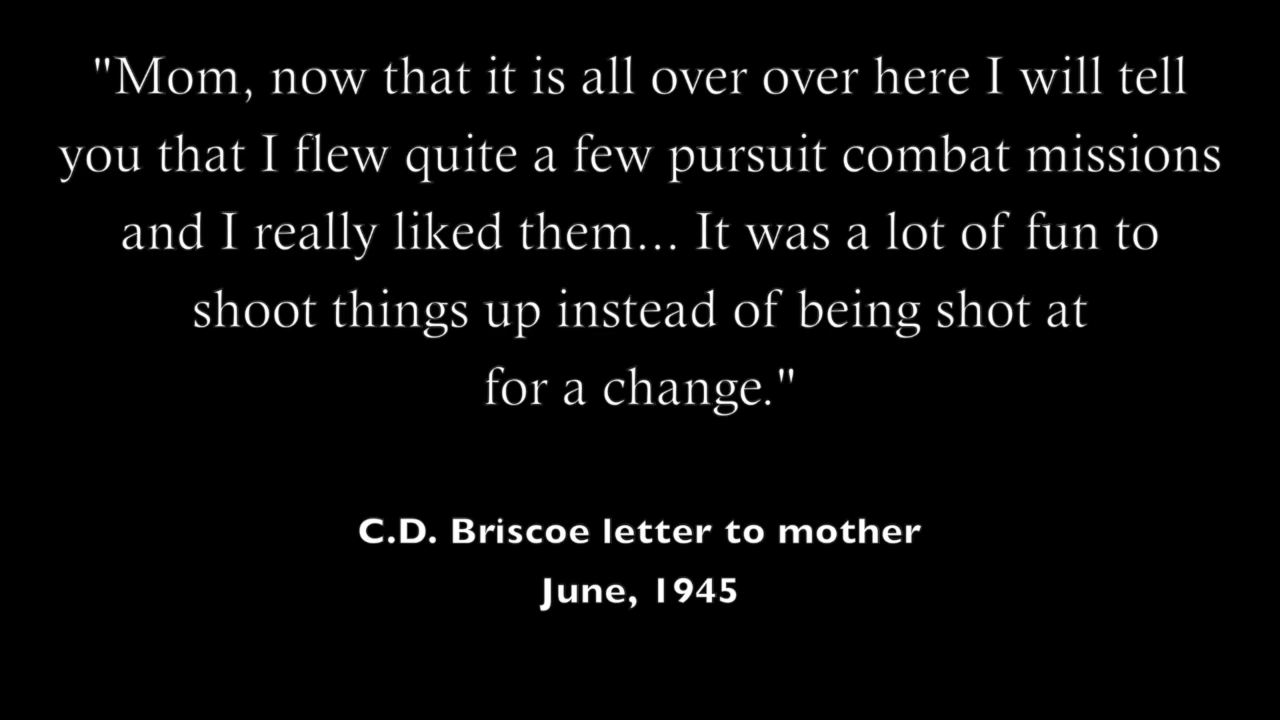 "Mom, now that it is all over over here I will tell
you that I flew quite a few pursuit combat missions
and I really liked them... It was a lot of fun to
shoot things up instead of being shot at
for a change."
C.D. Briscoe letter to mother
June, 1945